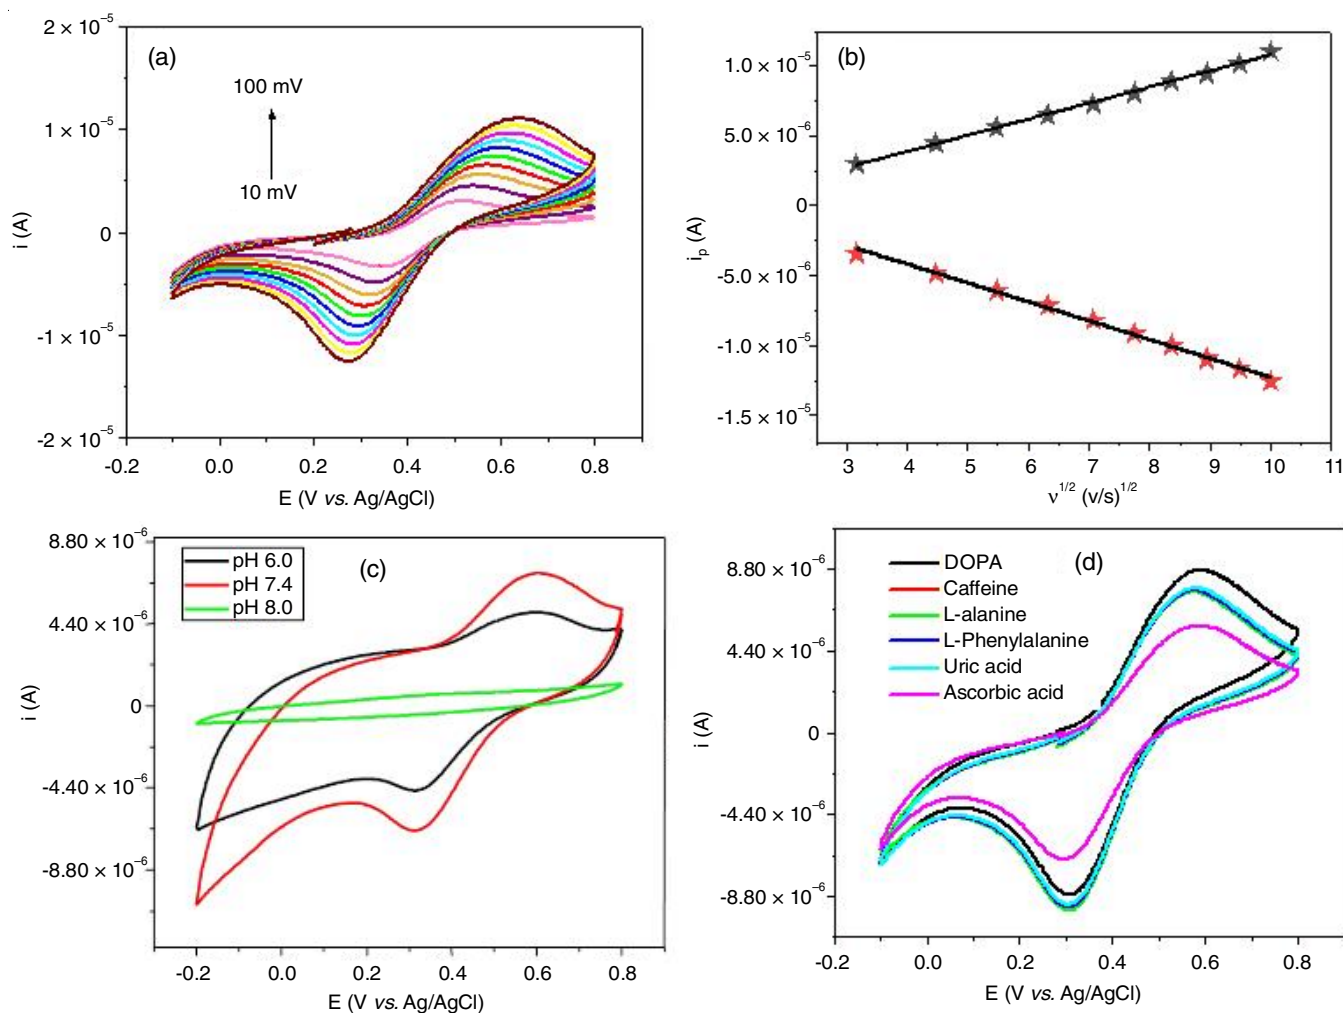 2 × 10⁻⁵
1 × 10⁻⁵
0
-1 × 10⁻⁵
-2 × 10⁻⁵
i (A)
(a)
100 mV
10 mV
-0.2 0.0 0.2 0.4 0.6 0.8
E (V vs. Ag/AgCl)
1.0 × 10⁻⁵
5.0 × 10⁻⁶
0
-5.0 × 10⁻⁶
-1.0 × 10⁻⁵
-1.5 × 10⁻⁵
iₚ (A)
(b)
3 4 5 6 7 8 9 10 11
ν¹ᐟ² (v/s)¹ᐟ²
8.80 × 10⁻⁶
4.40 × 10⁻⁶
0
-4.40 × 10⁻⁶
-8.80 × 10⁻⁶
i (A)
pH 6.0
pH 7.4
pH 8.0
(c)
-0.2 0.0 0.2 0.4 0.6 0.8
E (V vs. Ag/AgCl)
8.80 × 10⁻⁶
4.40 × 10⁻⁶
0
-4.40 × 10⁻⁶
-8.80 × 10⁻⁶
i (A)
DOPA
Caffeine
L-alanine
L-Phenylalanine
Uric acid
Ascorbic acid
(d)
-0.2 0.0 0.2 0.4 0.6 0.8
E (V vs. Ag/AgCl)